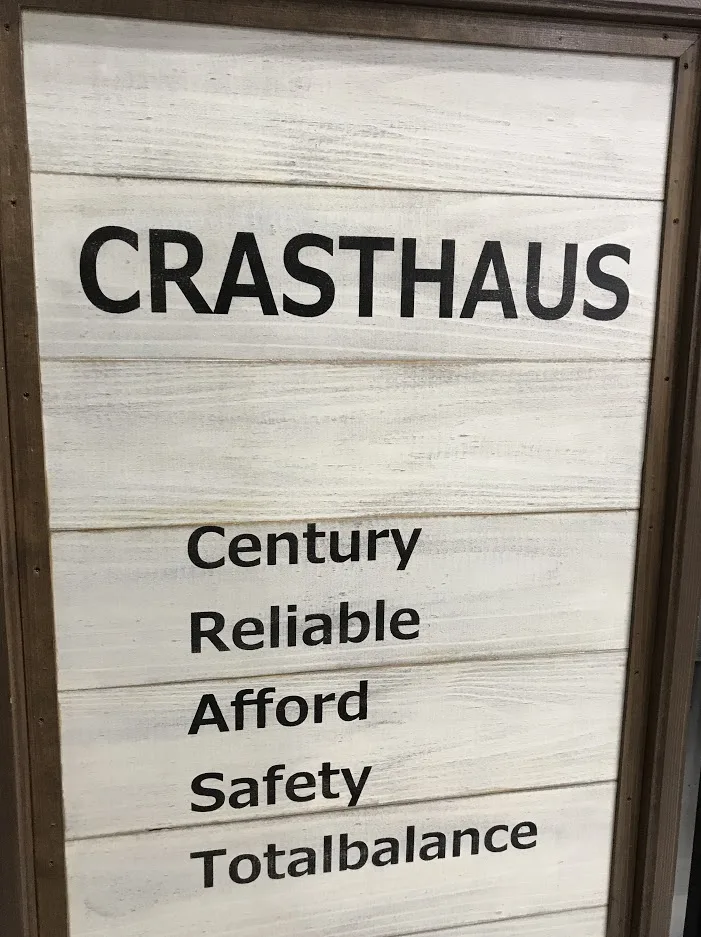 CRASTHAUS
Century
Reliable
Afford
Safety
Totalbalance